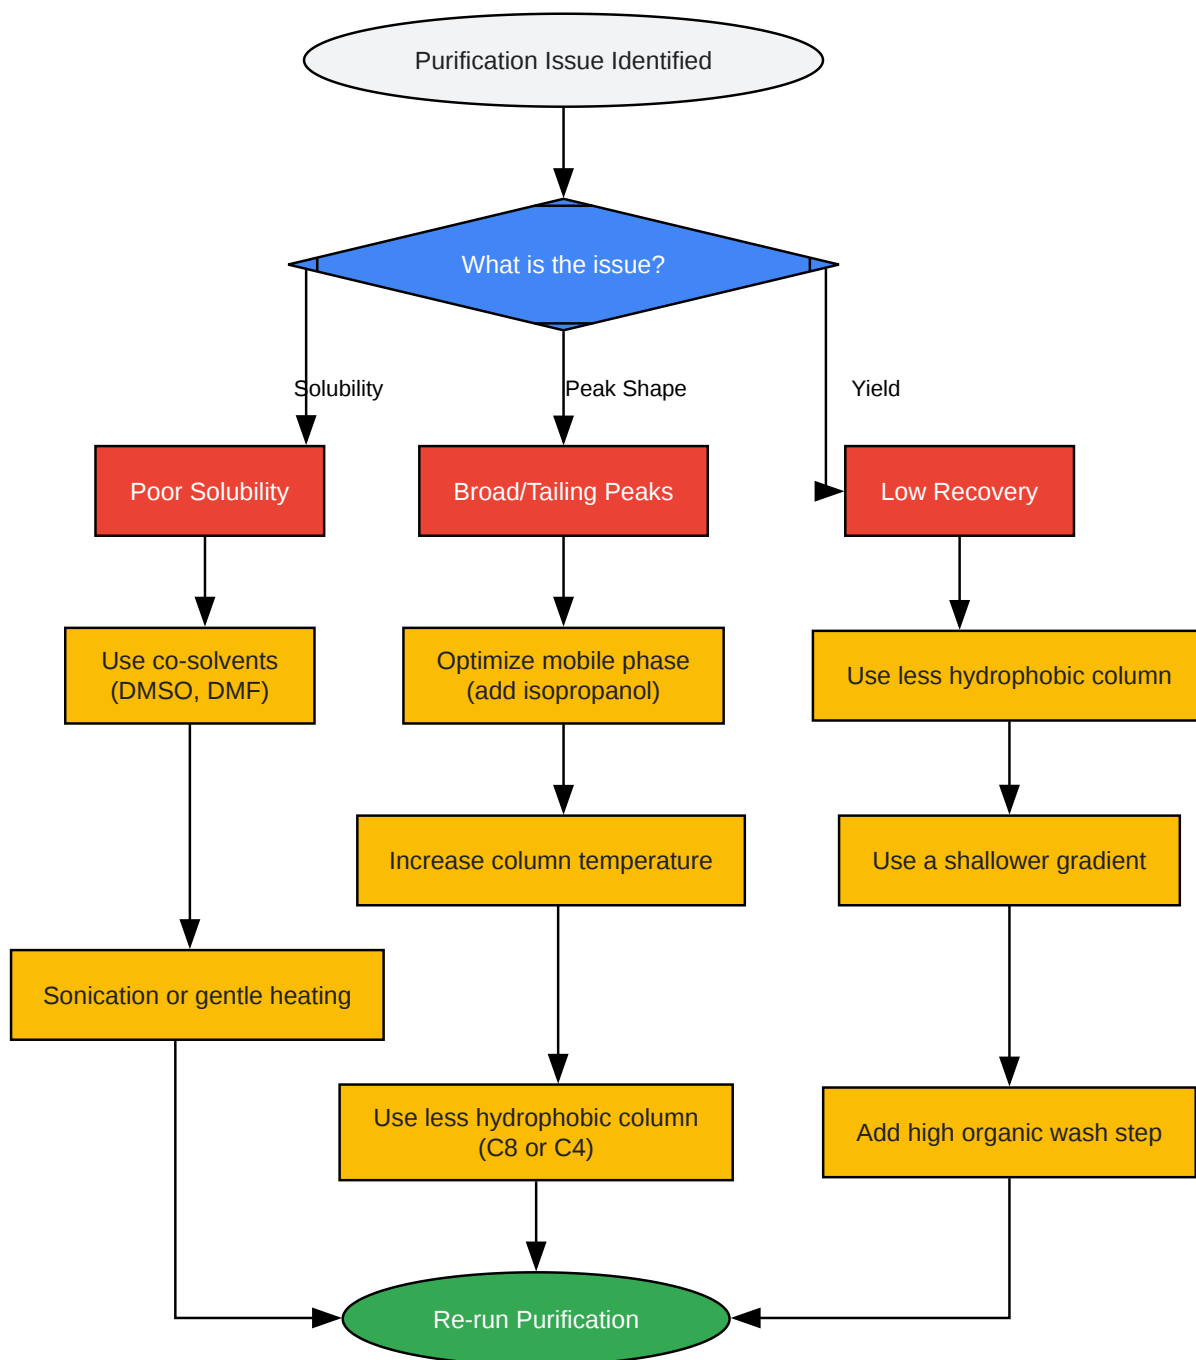 Purification Issue Identified
What is the issue?
Solubility
Peak Shape
Yield
Poor Solubility
Broad/Tailing Peaks
Low Recovery
Use co-solvents
(DMSO, DMF)
Optimize mobile phase
(add isopropanol)
Use less hydrophobic column
Increase column temperature
Use a shallower gradient
Sonication or gentle heating
Use less hydrophobic column
(C8 or C4)
Add high organic wash step
Re-run Purification